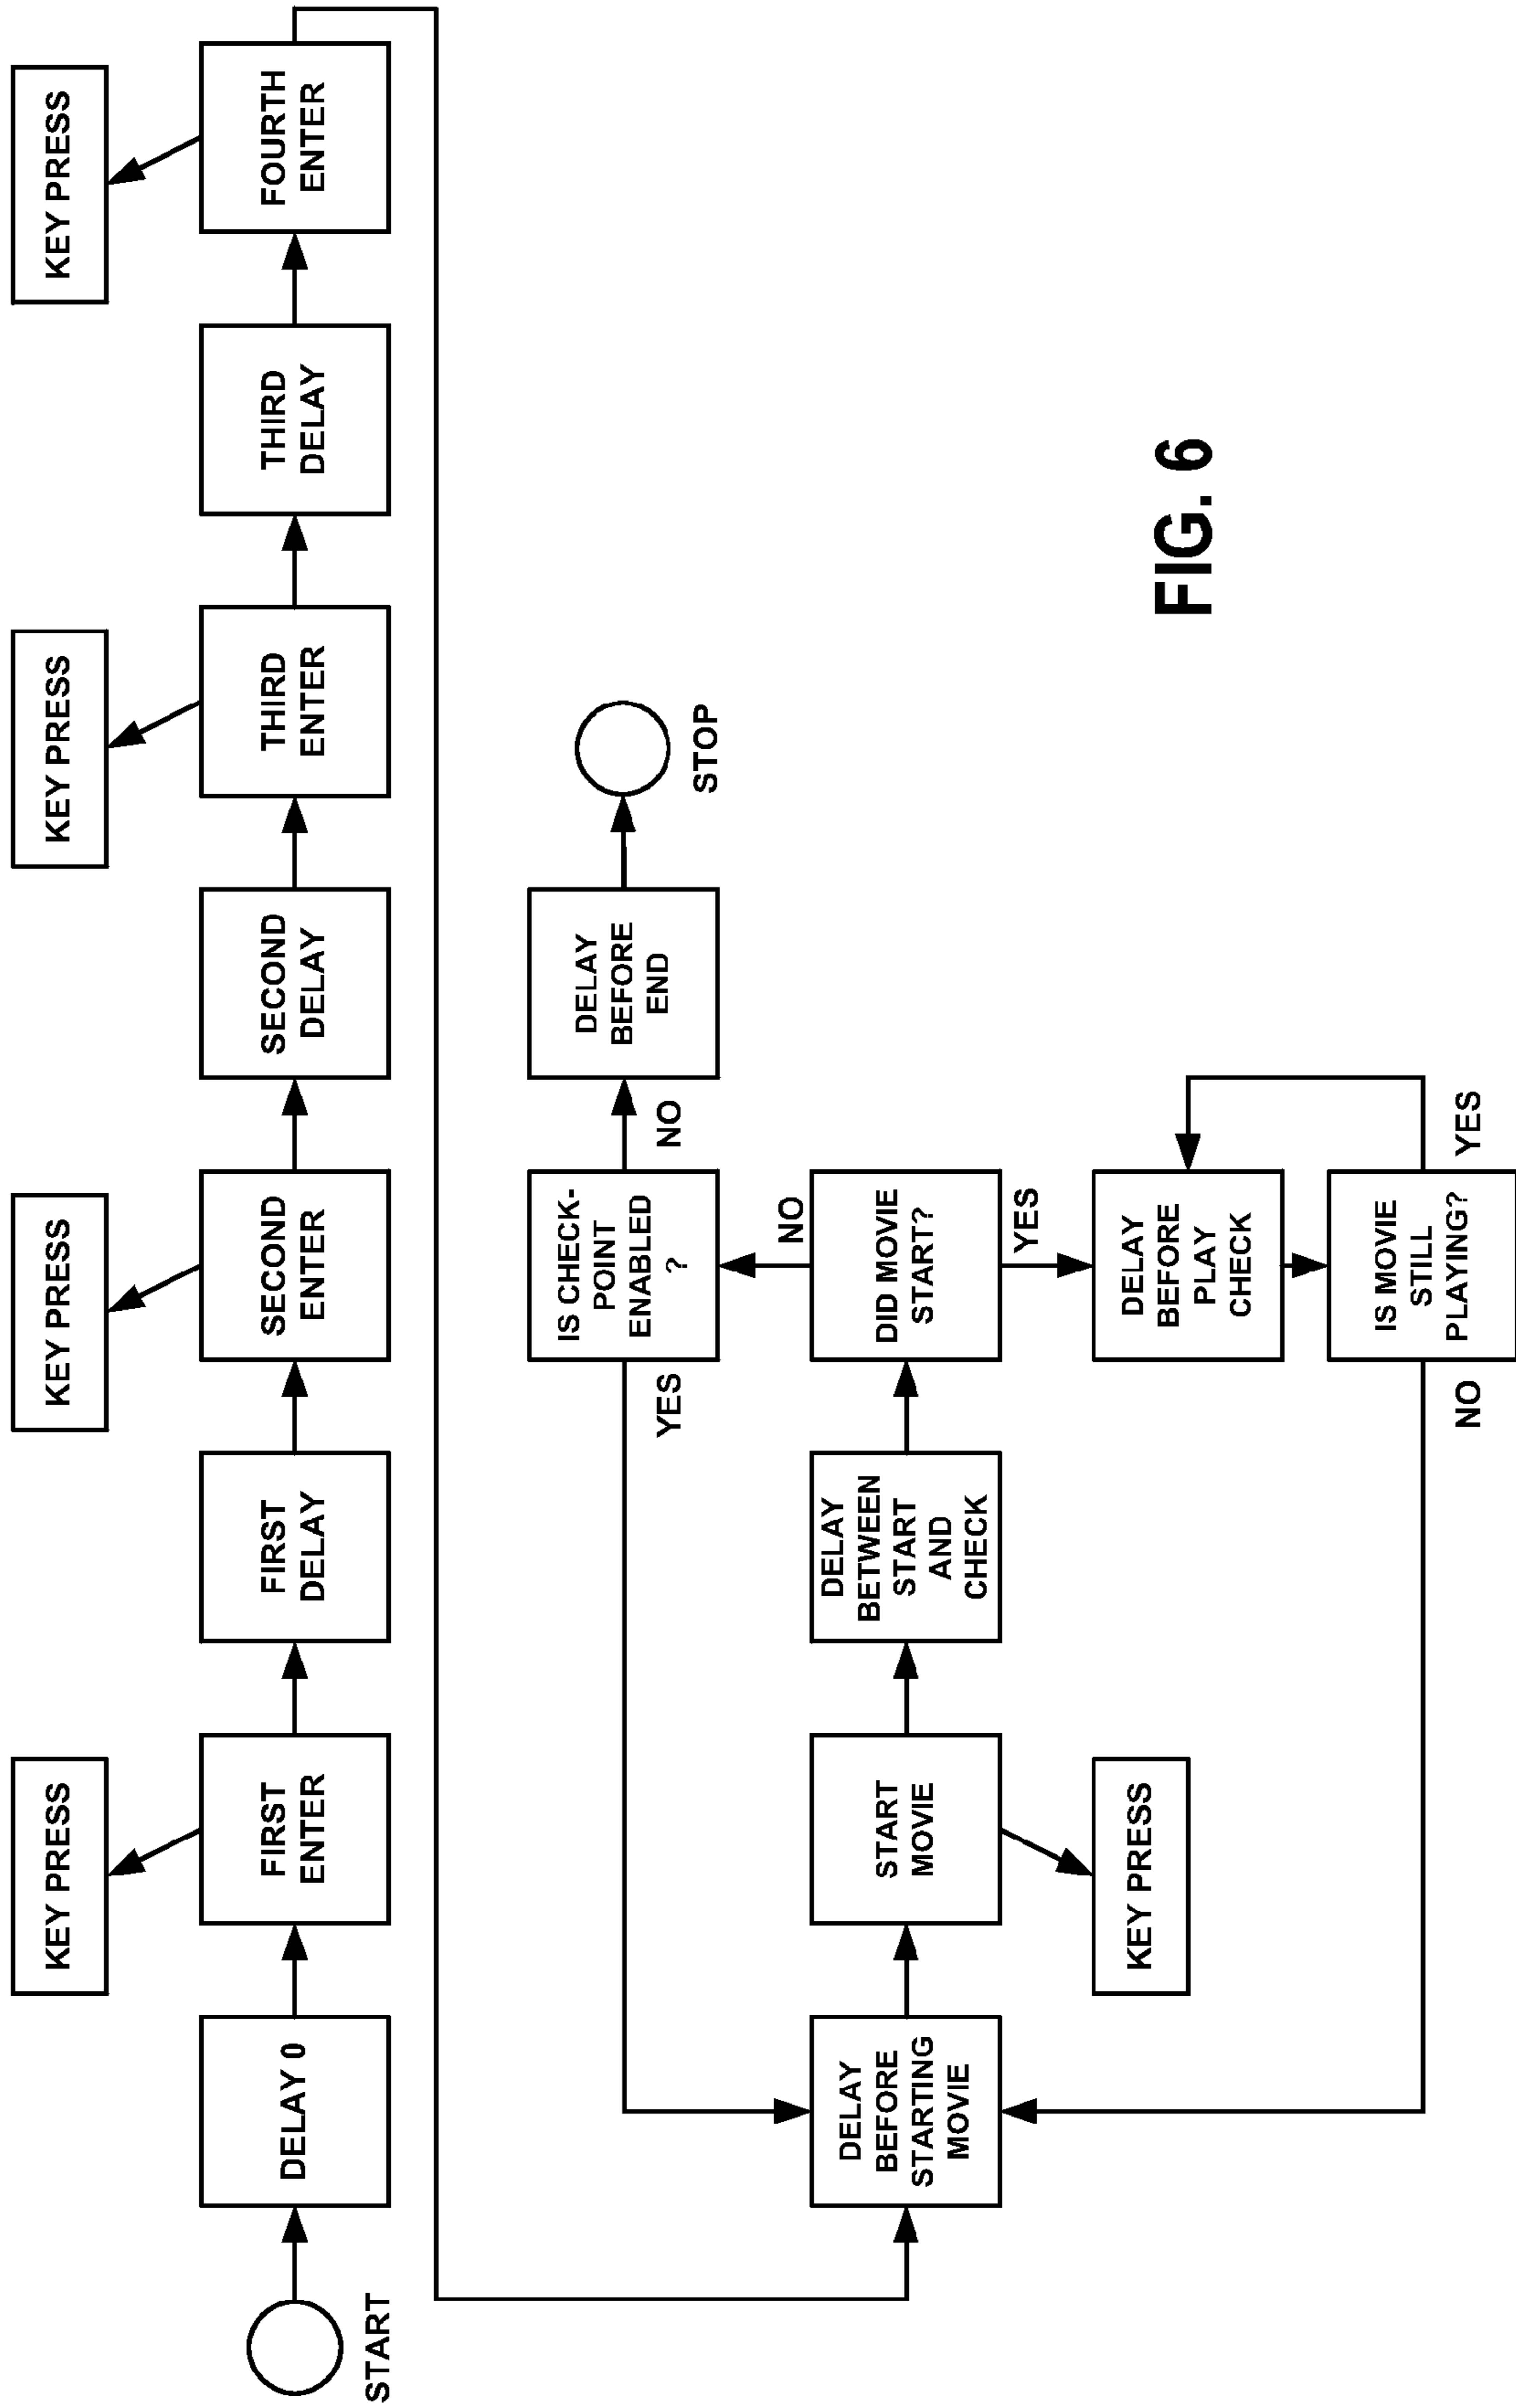 KEY PRESS
KEY PRESS
KEY PRESS
KEY PRESS
START
DELAY 0
FIRST
ENTER
FIRST
DELAY
SECOND
ENTER
SECOND
DELAY
THIRD
ENTER
THIRD
DELAY
FOURTH
ENTER
IS CHECK-
POINT
ENABLED
?
YES
NO
DELAY
BEFORE
END
STOP
DELAY
BEFORE
STARTING
MOVIE
START
MOVIE
DELAY
BETWEEN
START
AND
CHECK
DID MOVIE
START?
NO
YES
KEY PRESS
DELAY
BEFORE
PLAY
CHECK
IS MOVIE
STILL
PLAYING?
NO
YES
FIG. 6